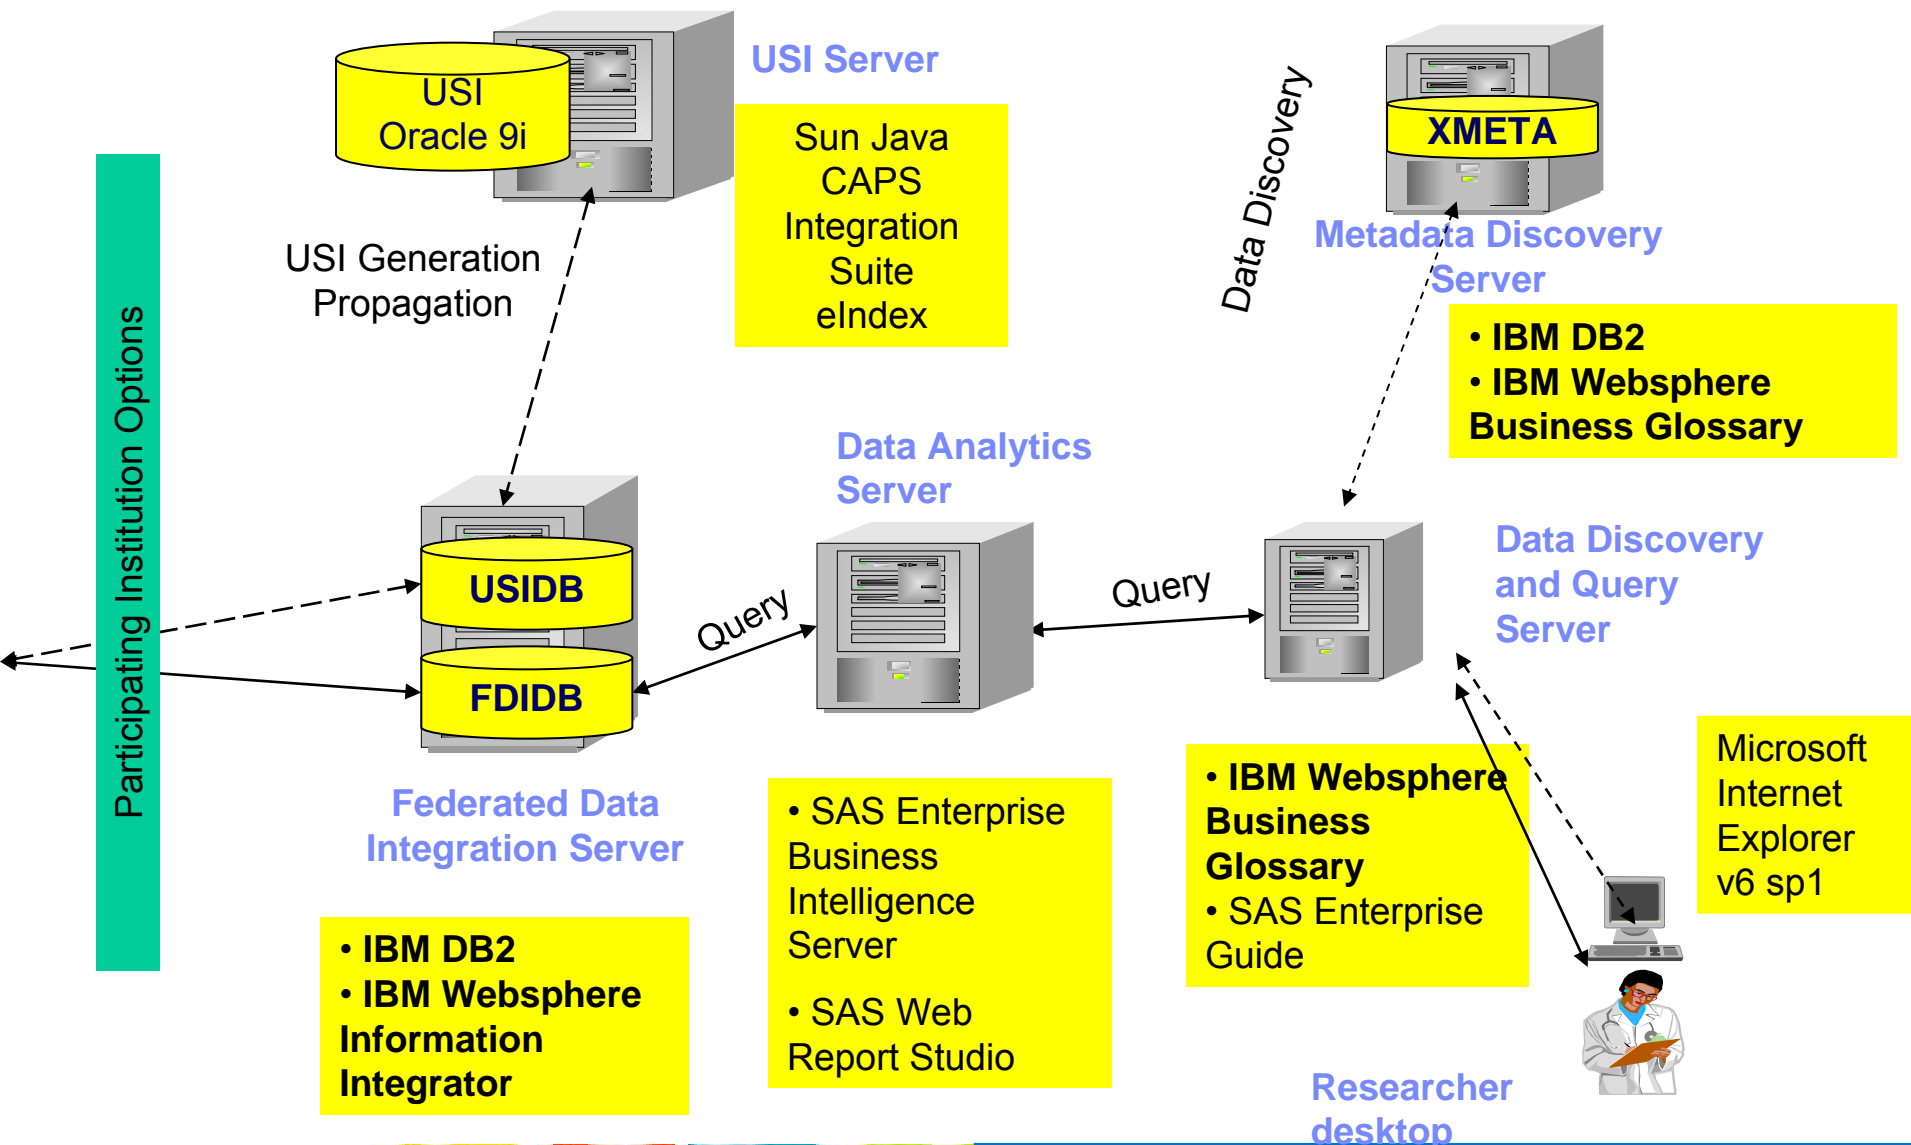 USI Server
USI
Oracle 9i
Sun Java
CAPS
Integration
Suite
eIndex
Data Discovery
XMETA
Metadata Discovery
Server
• IBM DB2
• IBM Websphere
Business Glossary
USI Generation
Propagation
Participating Institution Options
Data Analytics
Server
Data Discovery
and Query
Server
USIDB
FDIDB
Query
Query
Federated Data
Integration Server
• IBM DB2
• IBM Websphere
Information
Integrator
• SAS Enterprise
Business
Intelligence
Server
• SAS Web
Report Studio
• IBM Websphere
Business
Glossary
• SAS Enterprise
Guide
Microsoft
Internet
Explorer
v6 sp1
Researcher
desktop